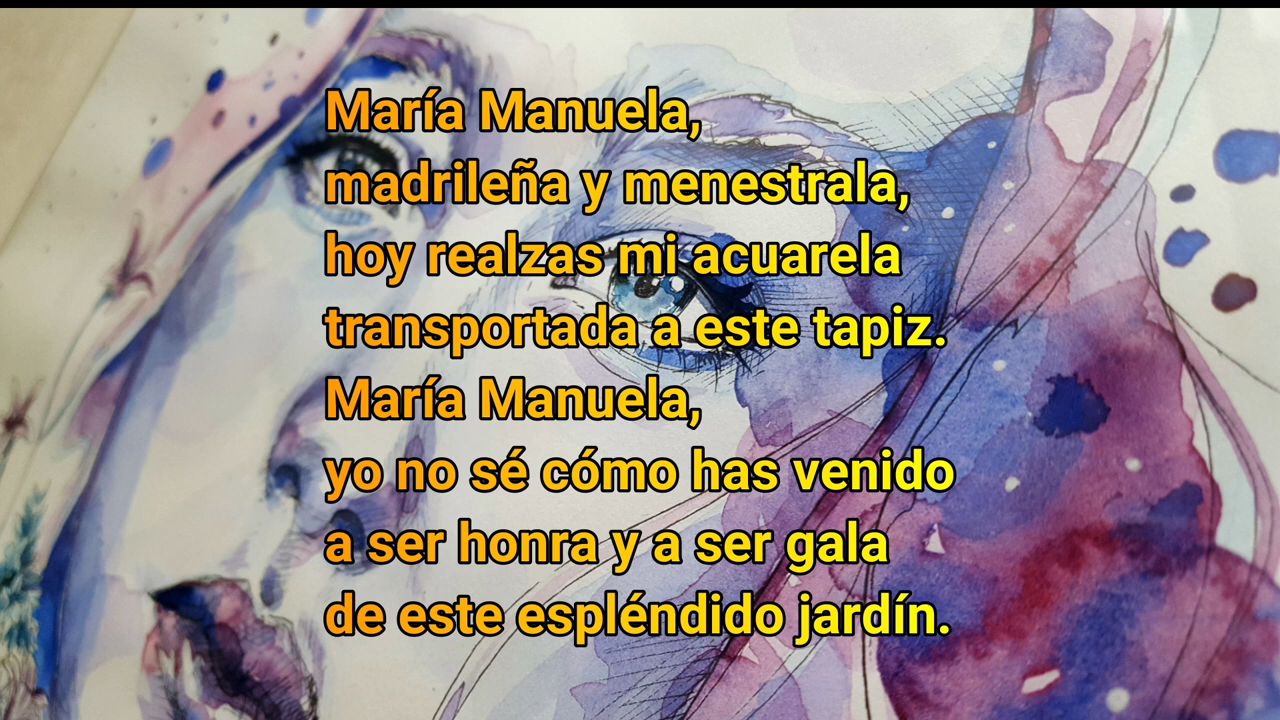 María Manuela,
madrileña y menestrala,
hoy realzas mi acuarela
transportada a este tapiz.
María Manuela,
yo no sé cómo has venido
a ser honra y a ser gala
de este espléndido jardín.